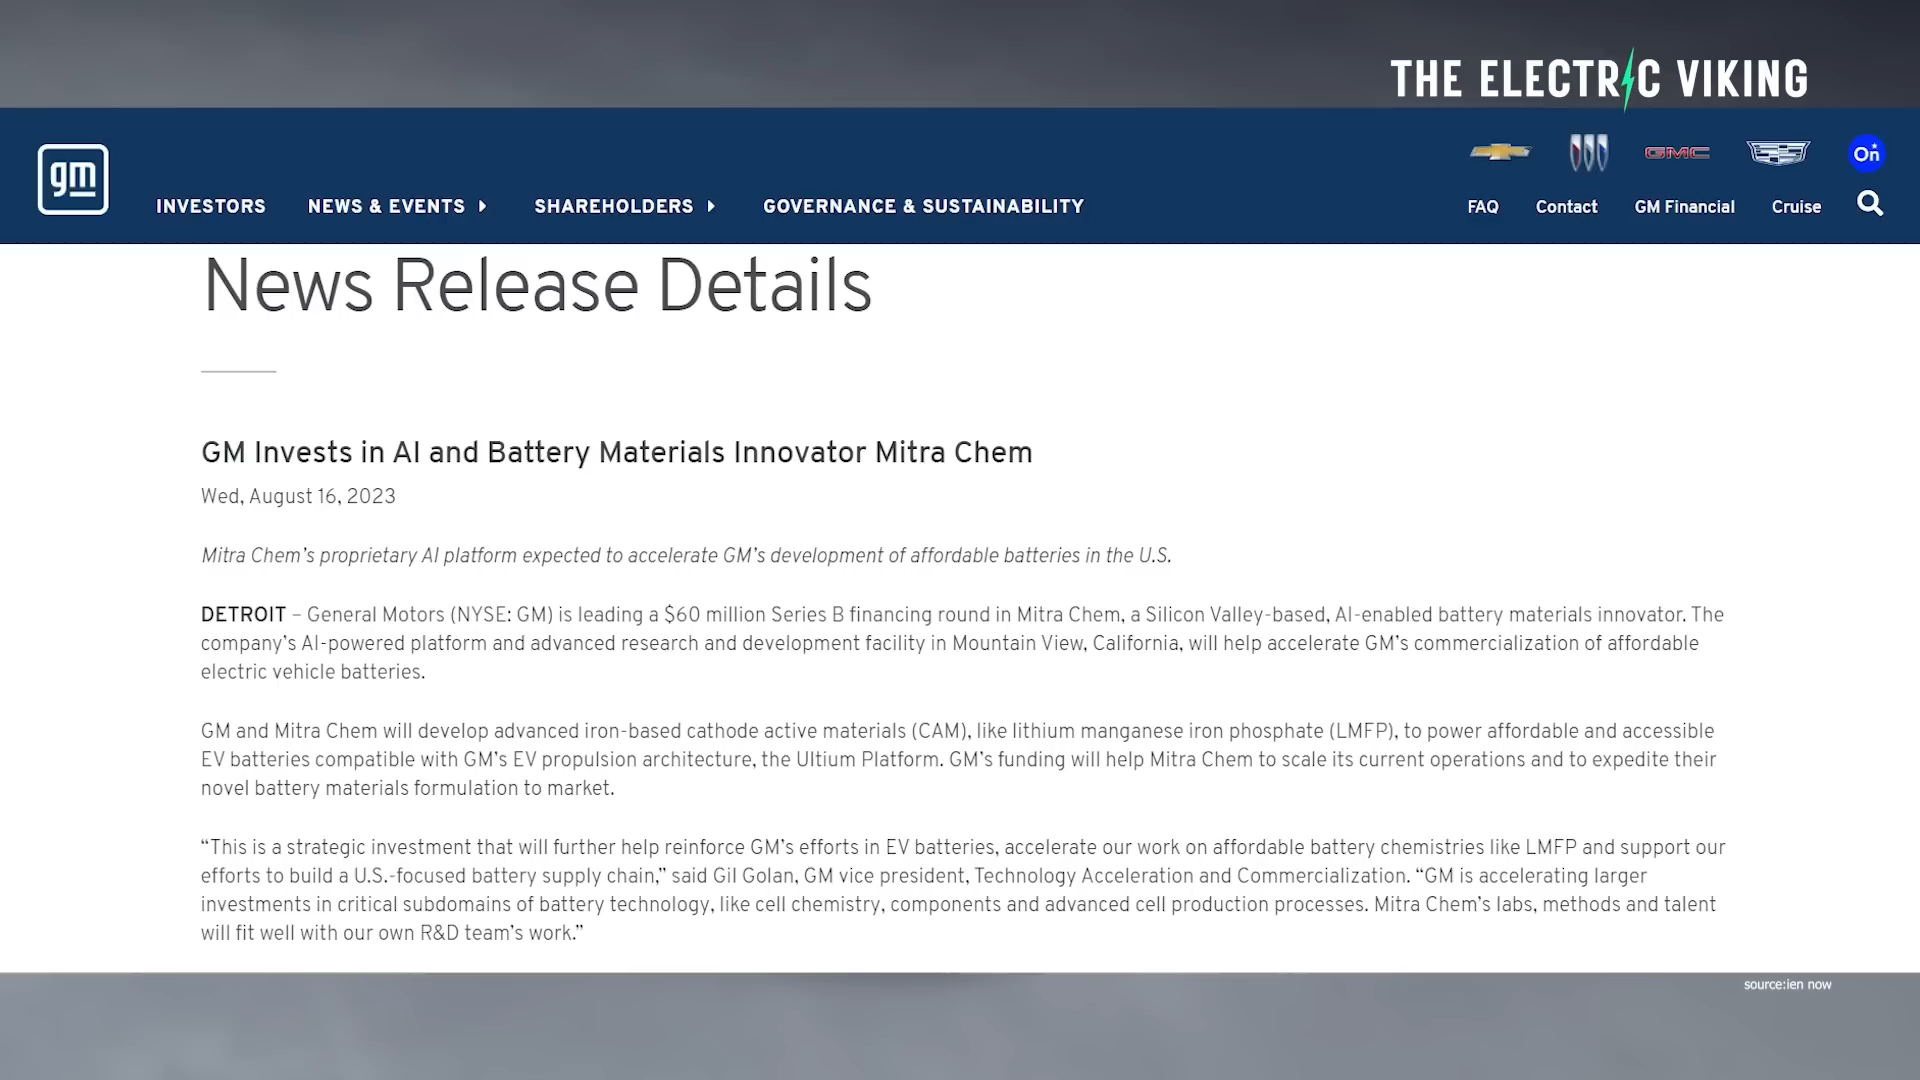 THE ELECTRIC VIKING
gm
GMC
On
INVESTORS NEWS & EVENTS SHAREHOLDERS GOVERNANCE & SUSTAINABILITY
FAQ Contact GM Financial Cruise
News Release Details
GM Invests in AI and Battery Materials Innovator Mitra Chem
Wed, August 16, 2023
Mitra Chem’s proprietary AI platform expected to accelerate GM’s development of affordable batteries in the U.S.
DETROIT – General Motors (NYSE: GM) is leading a $60 million Series B financing round in Mitra Chem, a Silicon Valley-based, AI-enabled battery materials innovator. The
company’s AI-powered platform and advanced research and development facility in Mountain View, California, will help accelerate GM’s commercialization of affordable
electric vehicle batteries.
GM and Mitra Chem will develop advanced iron-based cathode active materials (CAM), like lithium manganese iron phosphate (LMFP), to power affordable and accessible
EV batteries compatible with GM’s EV propulsion architecture, the Ultium Platform. GM’s funding will help Mitra Chem to scale its current operations and to expedite their
novel battery materials formulation to market.
“This is a strategic investment that will further help reinforce GM’s efforts in EV batteries, accelerate our work on affordable battery chemistries like LMFP and support our
efforts to build a U.S.-focused battery supply chain,” said Gil Golan, GM vice president, Technology Acceleration and Commercialization. “GM is accelerating larger
investments in critical subdomains of battery technology, like cell chemistry, components and advanced cell production processes. Mitra Chem’s labs, methods and talent
will fit well with our own R&D team’s work.”
source:ien now